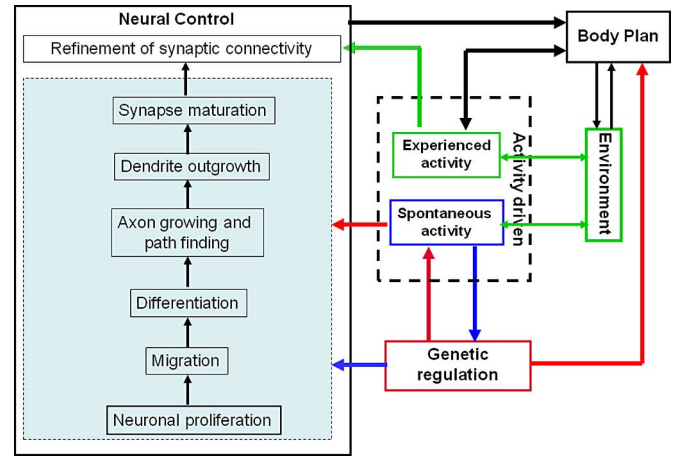 Neural Control
Refinement of synaptic connectivity
Synapse maturation
Dendrite outgrowth
Axon growing and
path finding
Differentiation
Migration
Neuronal proliferation
Body Plan
Experienced
activity
Spontaneous
activity
Activity driven
Environment
Genetic
regulation